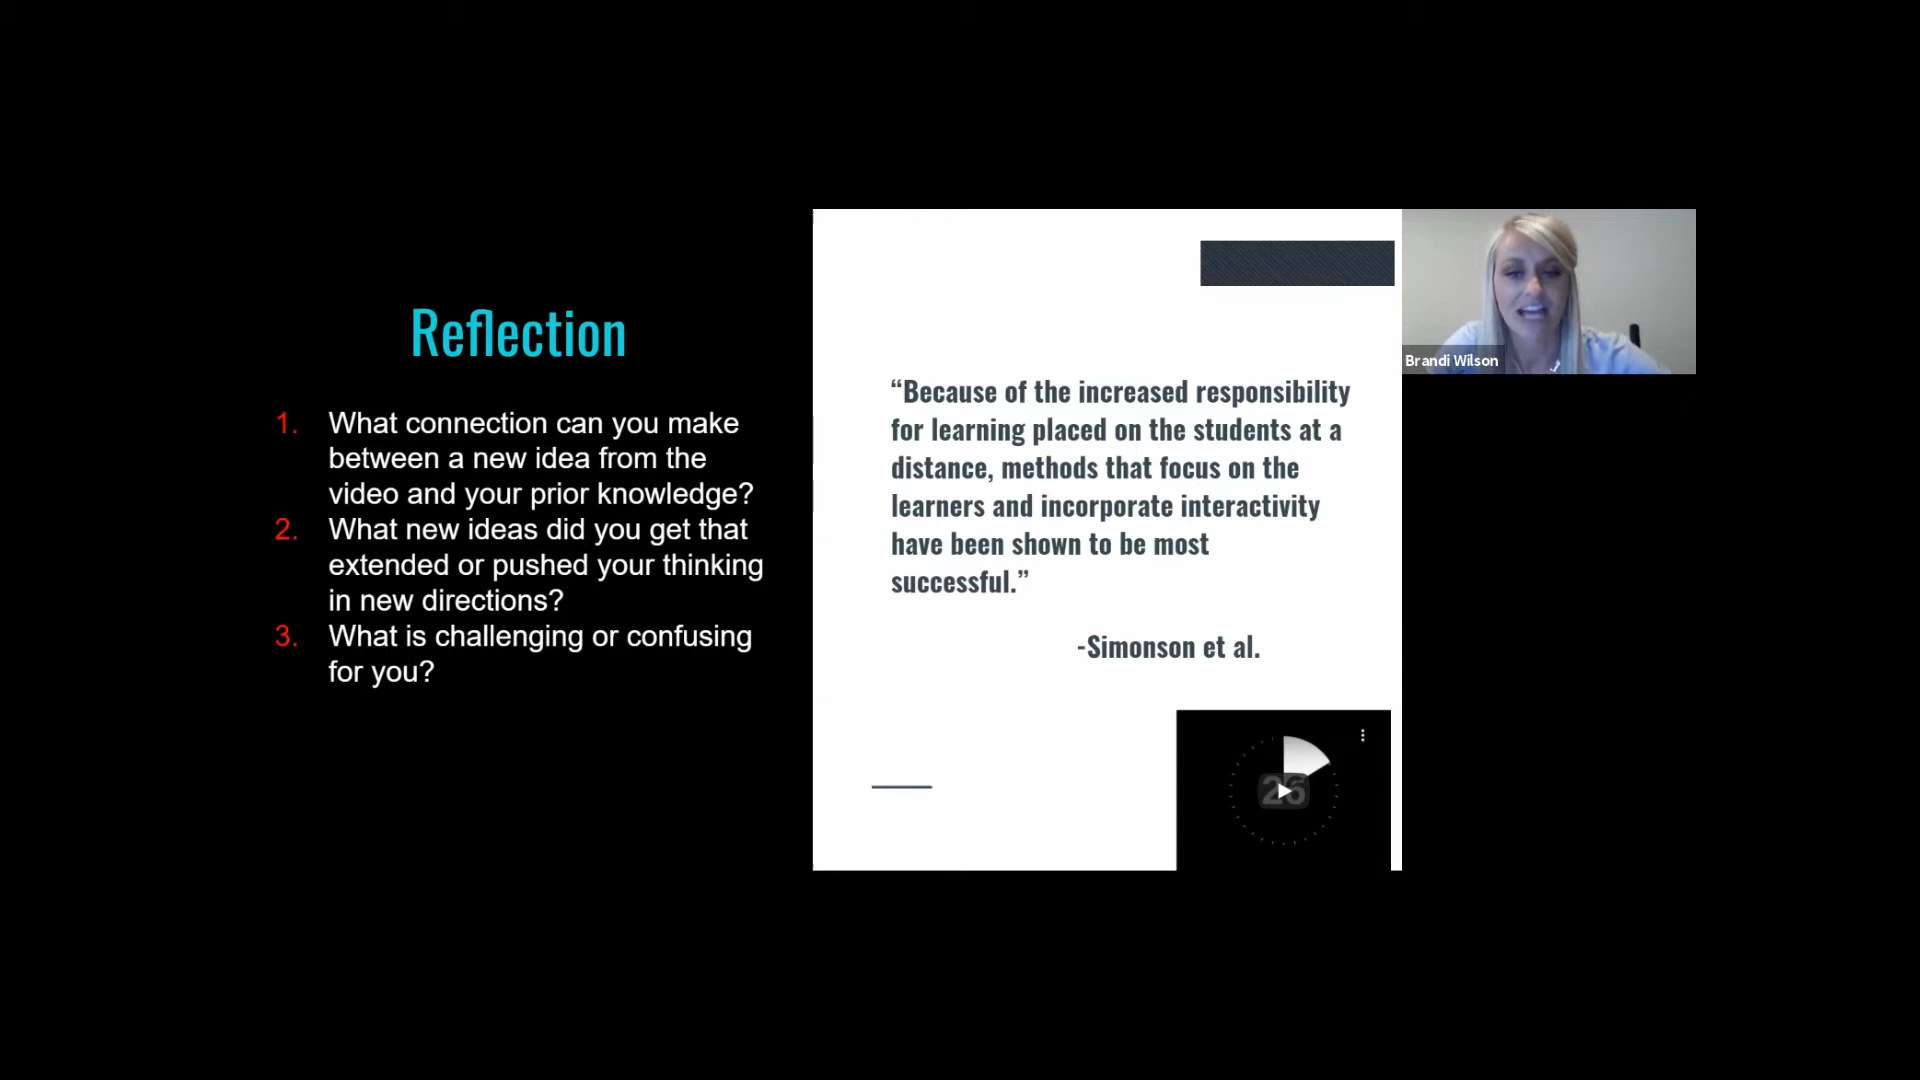 Reflection
1. What connection can you make
between a new idea from the
video and your prior knowledge?
2. What new ideas did you get that
extended or pushed your thinking
in new directions?
3. What is challenging or confusing
for you?
“Because of the increased responsibility
for learning placed on the students at a
distance, methods that focus on the
learners and incorporate interactivity
have been shown to be most
successful.”
-Simonson et al.
26
Brandi Wilson